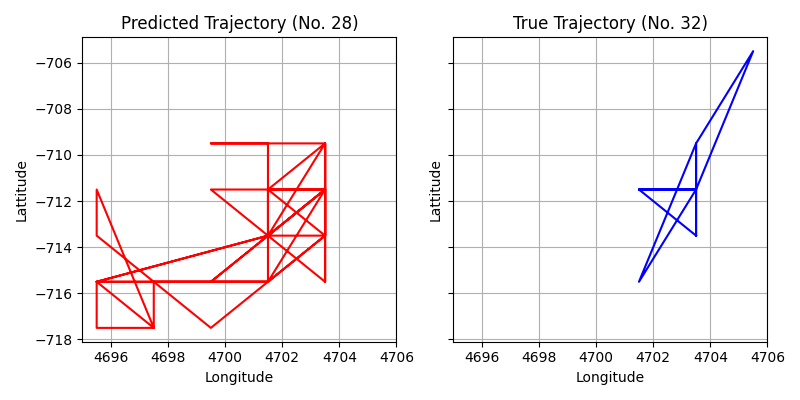 Predicted Trajectory (No. 28)
True Trajectory (No. 32)
−706
−708
−710
−712
−714
−716
−718
Lattitude
Lattitude
4696 4698 4700 4702 4704 4706
4696 4698 4700 4702 4704 4706
Longitude
Longitude